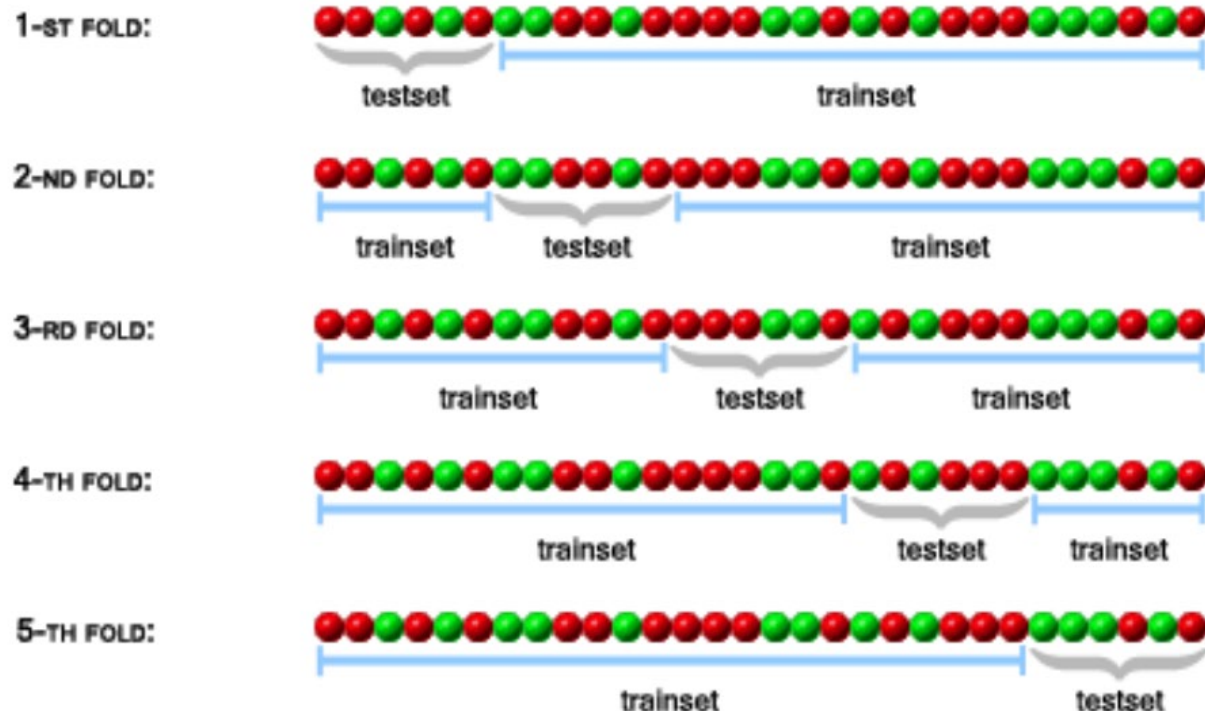 1-ST FOLD:
testset trainset
2-ND FOLD:
trainset testset trainset
3-RD FOLD:
trainset testset trainset
4-TH FOLD:
trainset testset trainset
5-TH FOLD:
trainset testset